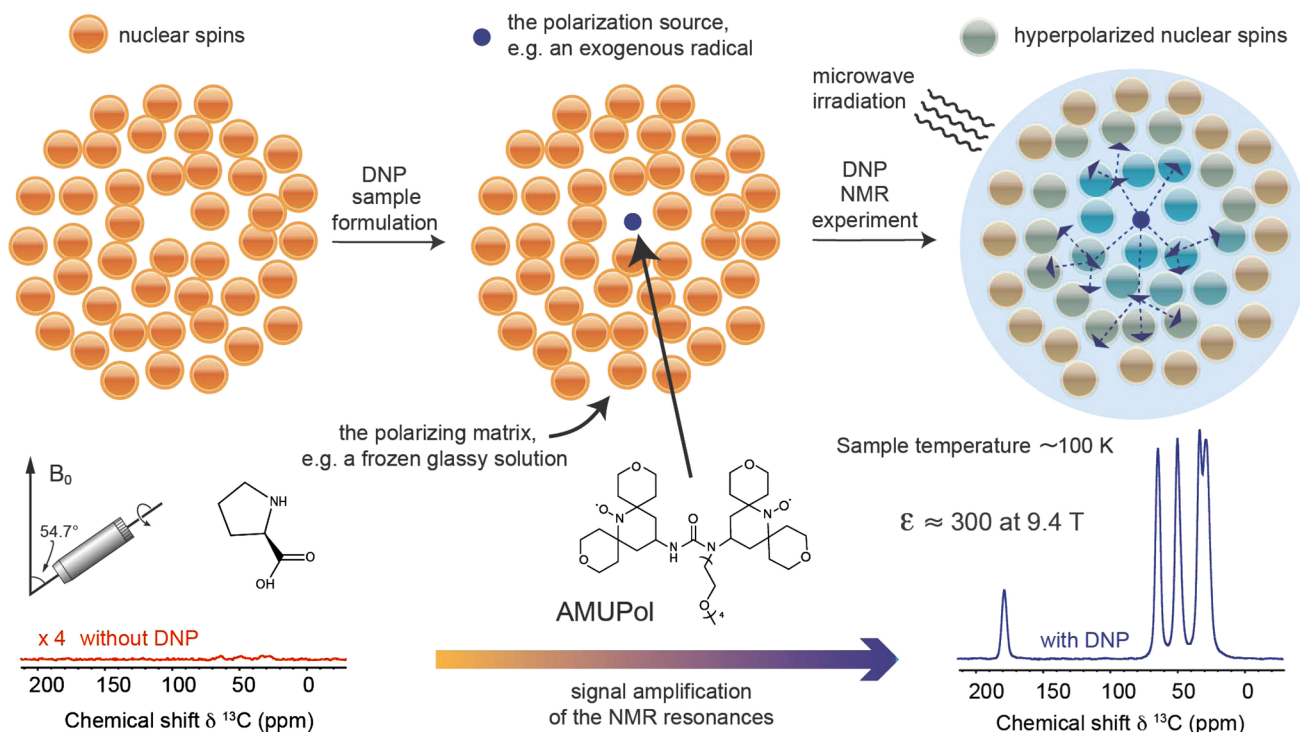 nuclear spins
the polarization source,
e.g. an exogenous radical
hyperpolarized nuclear spins
microwave
irradiation
DNP
sample
formulation
DNP
NMR
experiment
the polarizing matrix,
e.g. a frozen glassy solution
Sample temperature ~100 K
ε ≈ 300 at 9.4 T
B₀
54.7°
NH
O
OH
O
O
N
O·
·O
N
O
N
H
N
O
O
O
4
AMUPol
x 4 without DNP
with DNP
200 150 100 50 0
Chemical shift δ ¹³C (ppm)
signal amplification
of the NMR resonances
200 150 100 50 0
Chemical shift δ ¹³C (ppm)